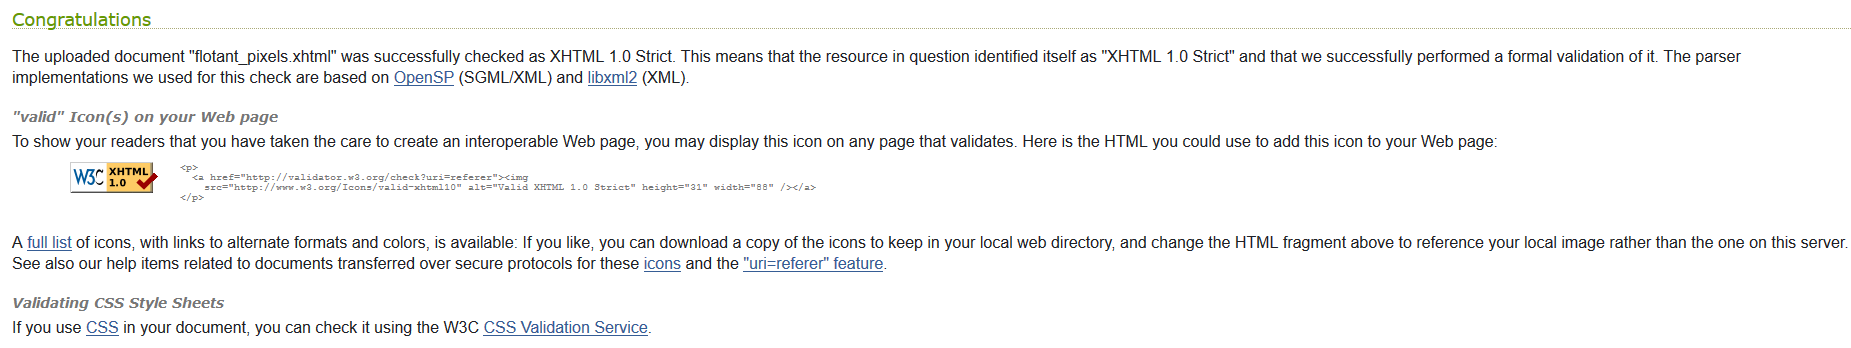 Congratulations
The uploaded document "flotant_pixels.xhtml" was successfully checked as XHTML 1.0 Strict. This means that the resource in question identified itself as "XHTML 1.0 Strict" and that we successfully performed a formal validation of it. The parser
implementations we used for this check are based on OpenSP (SGML/XML) and libxml2 (XML).
"valid" Icon(s) on your Web page
To show your readers that you have taken the care to create an interoperable Web page, you may display this icon on any page that validates. Here is the HTML you could use to add this icon to your Web page:
W3C XHTML 1.0
<p>
<a href="http://validator.w3.org/check?uri=referer"><img
src="http://www.w3.org/Icons/valid-xhtml10" alt="Valid XHTML 1.0 Strict" height="31" width="88" /></a>
</p>
A full list of icons, with links to alternate formats and colors, is available: If you like, you can download a copy of the icons to keep in your local web directory, and change the HTML fragment above to reference your local image rather than the one on this server.
See also our help items related to documents transferred over secure protocols for these icons and the "uri=referer" feature.
Validating CSS Style Sheets
If you use CSS in your document, you can check it using the W3C CSS Validation Service.